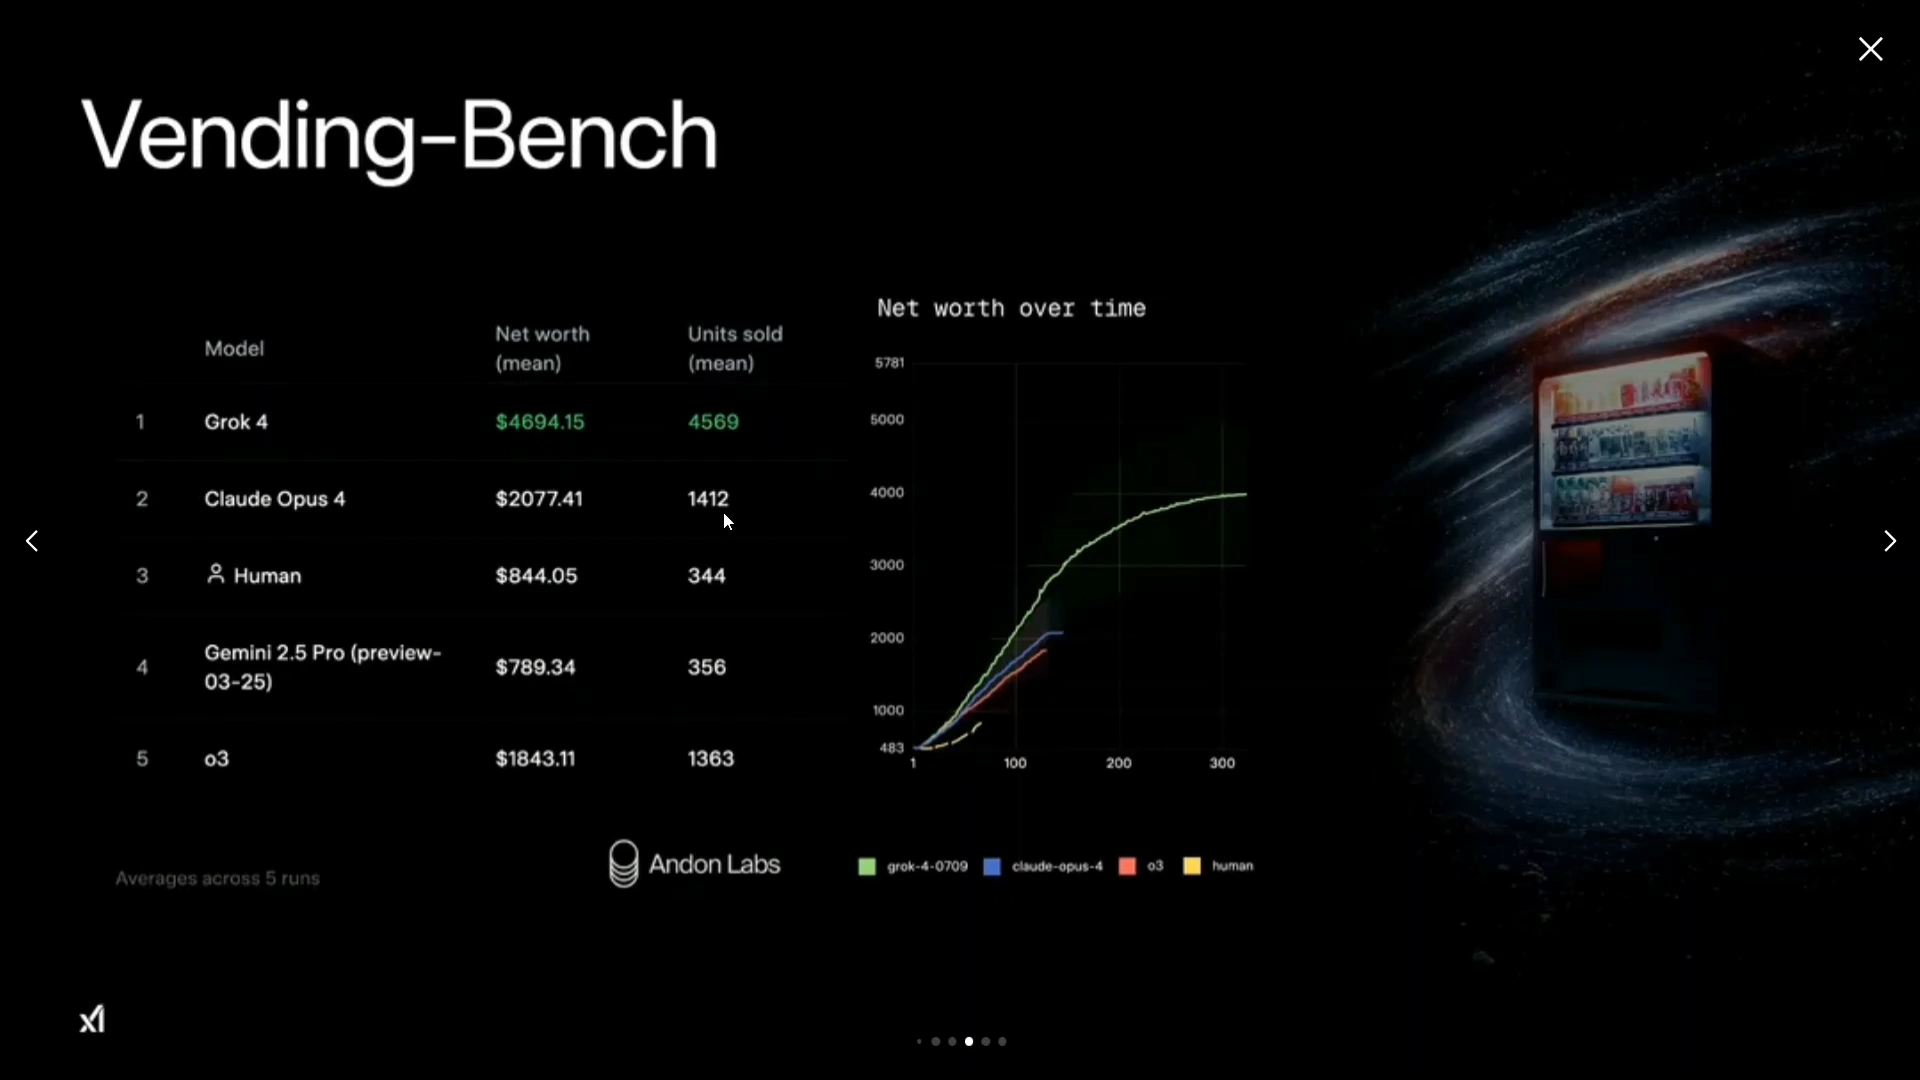 Vending-Bench
Model
Net worth
(mean)
Units sold
(mean)
1 Grok 4 $4694.15 4569
2 Claude Opus 4 $2077.41 1412
3 Human $844.05 344
4 Gemini 2.5 Pro (preview-
03-25) $789.34 356
5 o3 $1843.11 1363
Averages across 5 runs
Andon Labs
Net worth over time
5781
5000
4000
3000
2000
1000
483
1 100 200 300
grok-4-0709 claude-opus-4 o3 human
xI